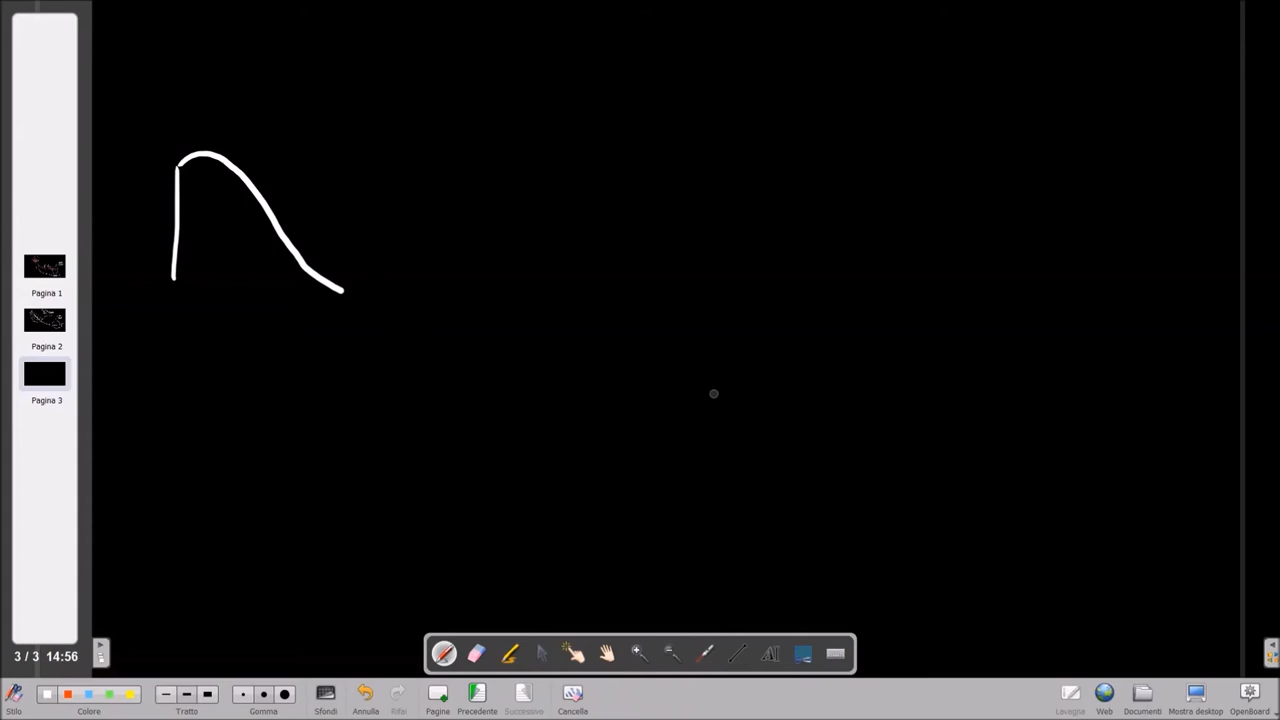 Pagina 1
Pagina 2
Pagina 3
3 / 3 14:56
Stilo
Colore
Tratto
Gomma
Sfondi
Annulla
Rifai
Pagine
Precedente
Successivo
Cancella
Lavagna
Web
Documenti
Mostra desktop
OpenBoard